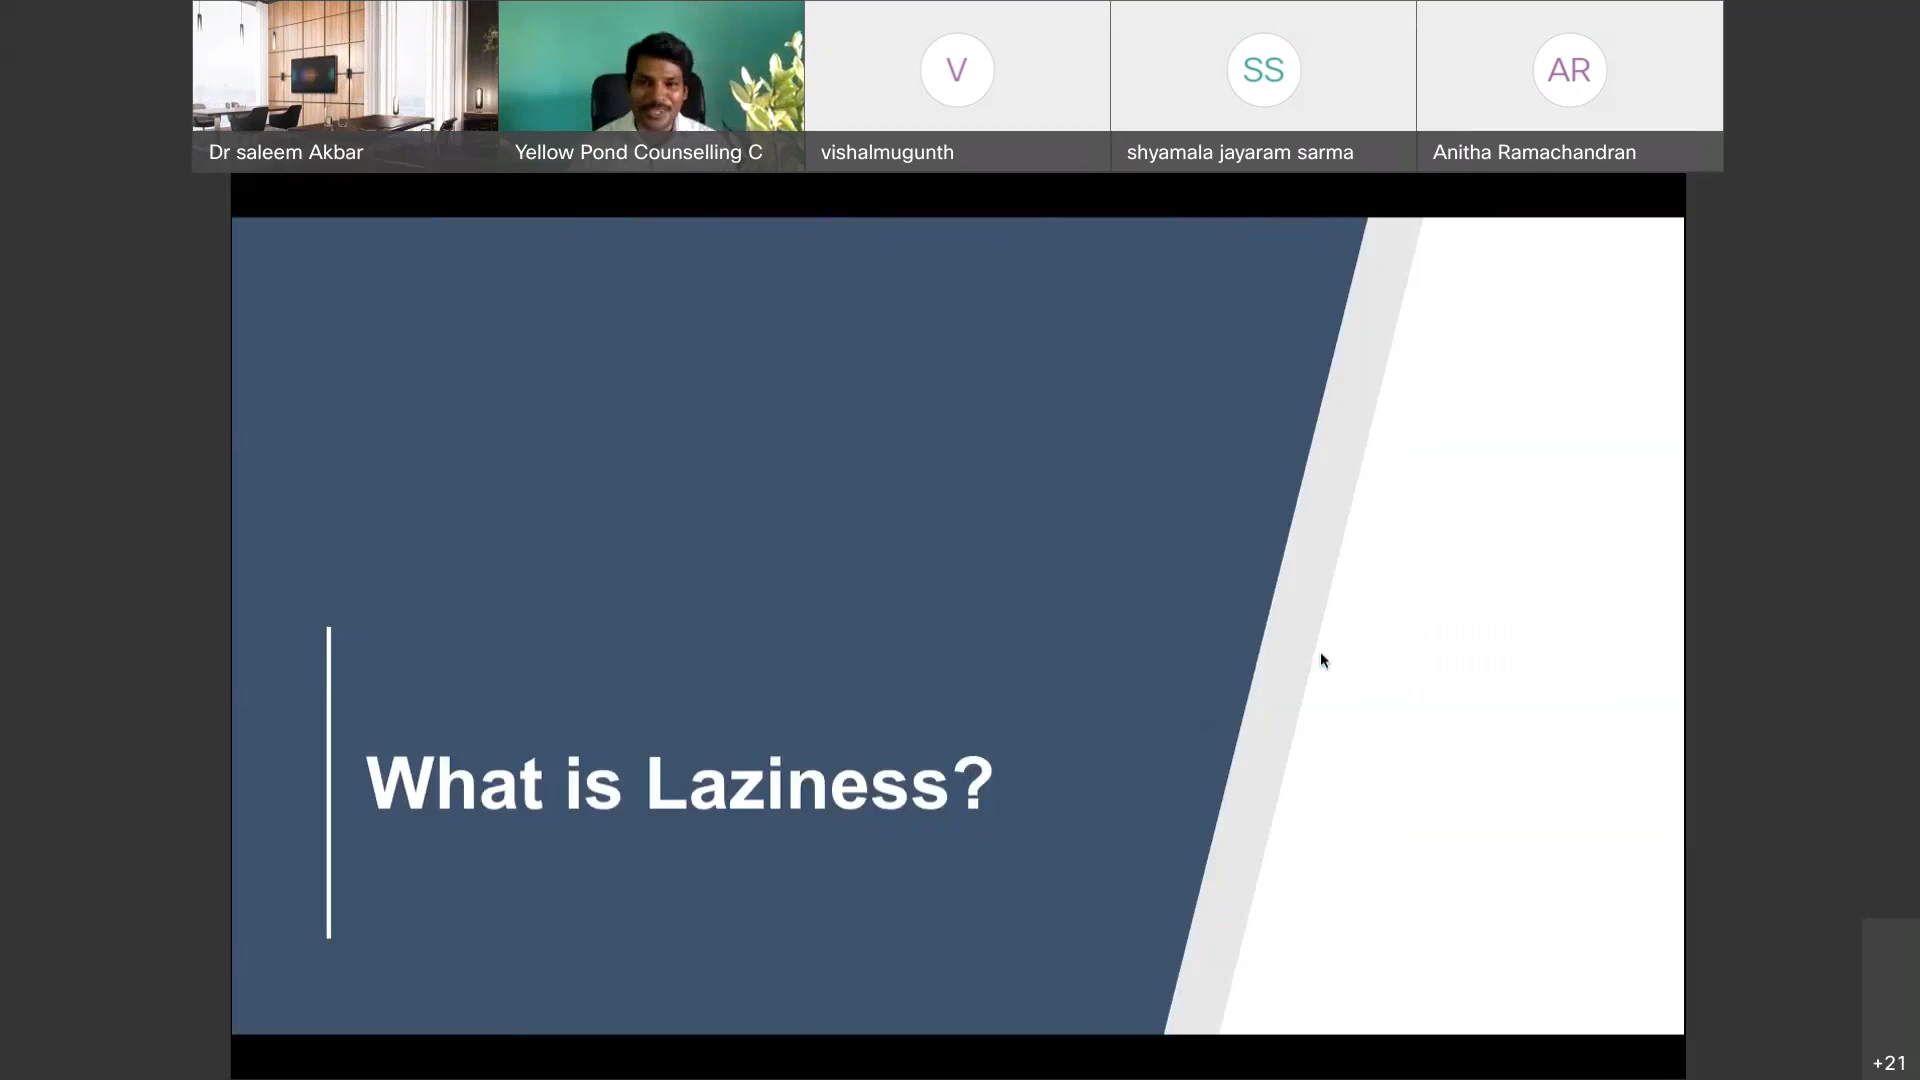 V
SS
AR
Dr saleem Akbar
Yellow Pond Counselling C
vishalmugunth
shyamala jayaram sarma
Anitha Ramachandran
What is Laziness?
+21